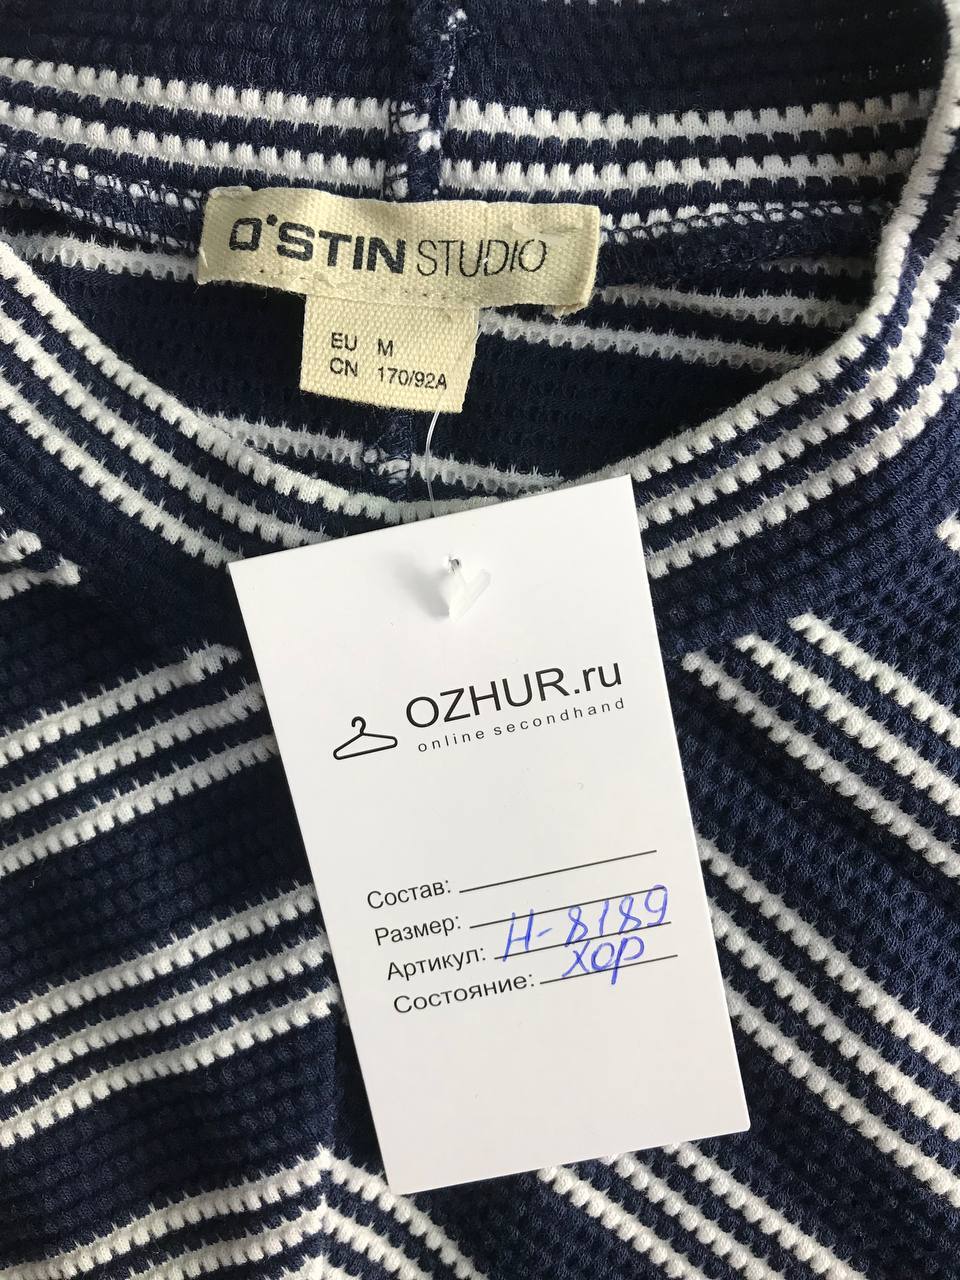 O'STIN STUDIO
EU M
CN 170/92A
OZHUR.ru
online secondhand
Состав:
Размер:
Артикул: Н-8189
Состояние: хор